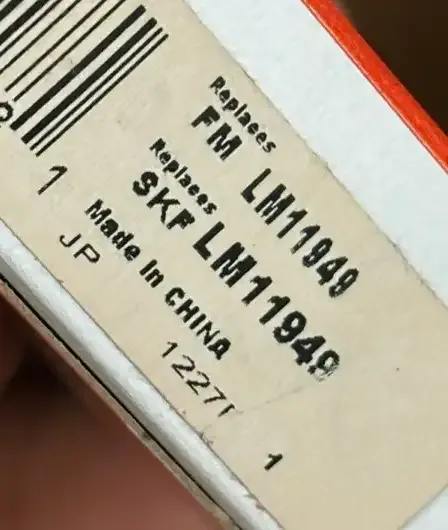 1
Replaces
FM LM11949
Replaces
SKF LM11949
Made in CHINA
JP 1